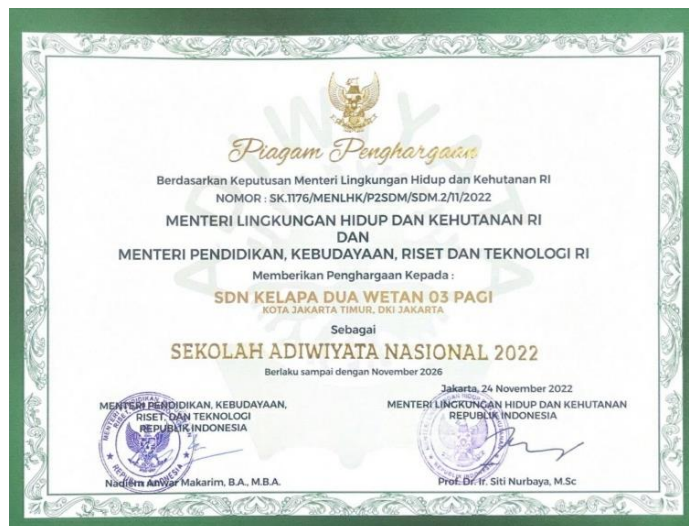 Piagam Penghargaan
Berdasarkan Keputusan Menteri Lingkungan Hidup dan Kehutanan RI
NOMOR : SK.1176/MENLHK/P2SDM/SDM.2/11/2022
MENTERI LINGKUNGAN HIDUP DAN KEHUTANAN RI
DAN
MENTERI PENDIDIKAN, KEBUDAYAAN, RISET DAN TEKNOLOGI RI
Memberikan Penghargaan Kepada :
SDN KELAPA DUA WETAN 03 PAGI
KOTA JAKARTA TIMUR, DKI JAKARTA
Sebagai
SEKOLAH ADIWIYATA NASIONAL 2022
Berlaku sampai dengan November 2026
Jakarta, 24 November 2022
MENTERI PENDIDIKAN, KEBUDAYAAN,
RISET, DAN TEKNOLOGI
REPUBLIK INDONESIA
MENTERI LINGKUNGAN HIDUP DAN KEHUTANAN
REPUBLIK INDONESIA
Nadiem Anwar Makarim, B.A., M.B.A.
Prof. Dr. Ir. Siti Nurbaya, M.Sc